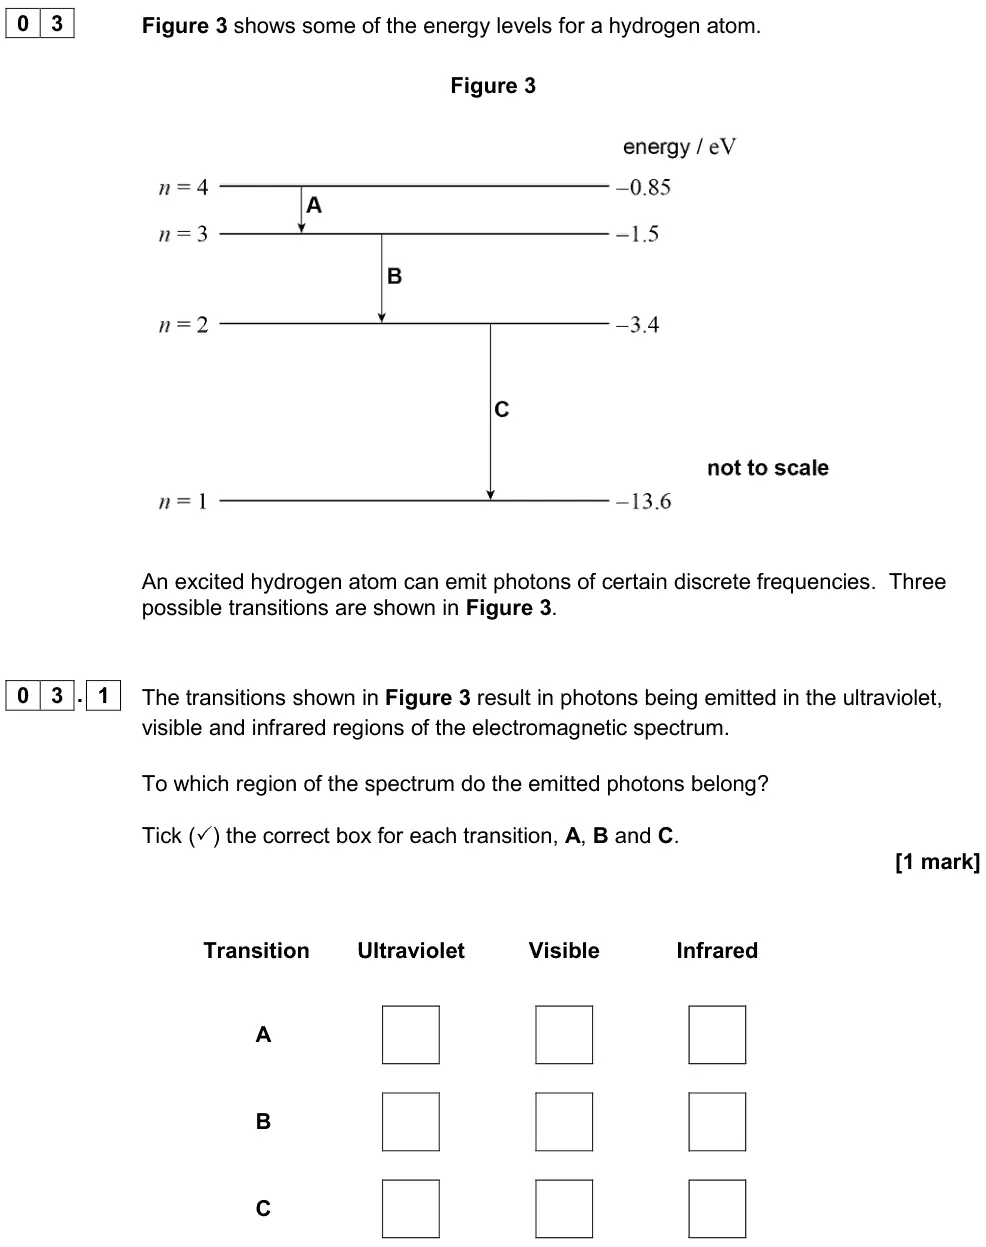 0 3 Figure 3 shows some of the energy levels for a hydrogen atom.
Figure 3
energy / eV
n = 4 –0.85
A
n = 3 –1.5
B
n = 2 –3.4
C
not to scale
n = 1 –13.6
An excited hydrogen atom can emit photons of certain discrete frequencies. Three
possible transitions are shown in Figure 3.
0 3 . 1 The transitions shown in Figure 3 result in photons being emitted in the ultraviolet,
visible and infrared regions of the electromagnetic spectrum.
To which region of the spectrum do the emitted photons belong?
Tick (✓) the correct box for each transition, A, B and C.
[1 mark]
Transition Ultraviolet Visible Infrared
A
B
C